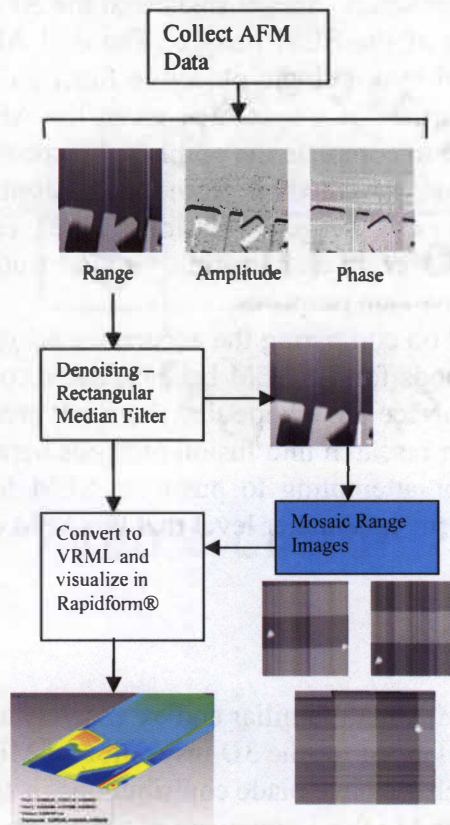 Collect AFM
Data
Range
Amplitude
Phase
Denoising –
Rectangular
Median Filter
Convert to
VRML and
visualize in
Rapidform®
Mosaic Range
Images